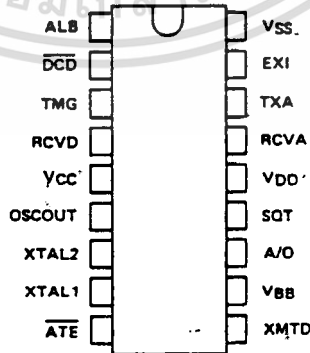 ALB VSS
DCD EXI
TMG TXA
RCVD RCVA
VCC VDD
OSCOUT SQT
XTAL2 A/O
XTAL1 VBB
ATE XMTD